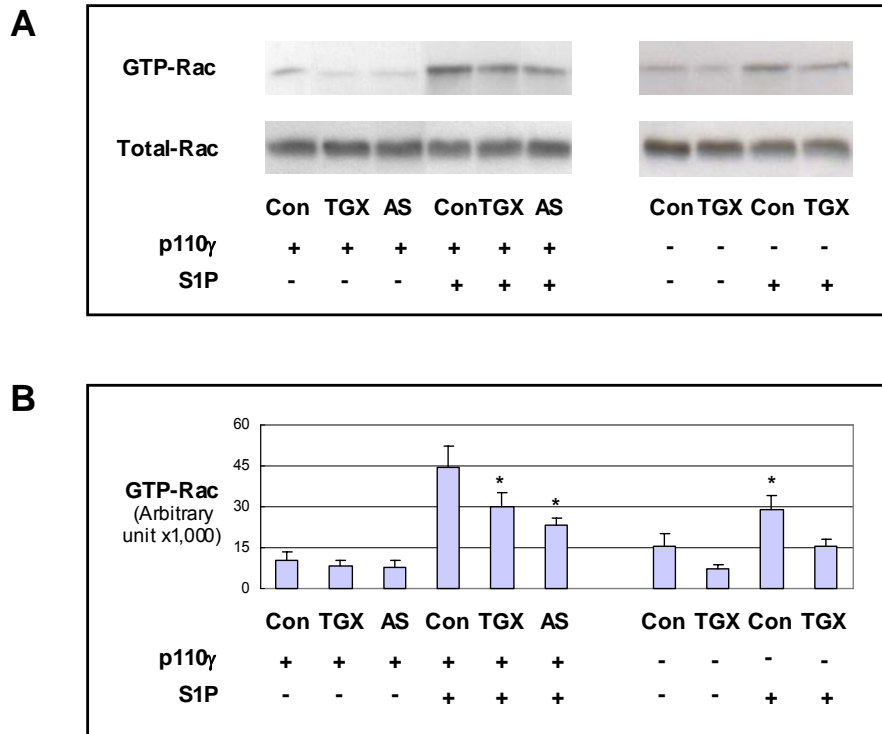 A
GTP-Rac
Total-Rac
Con TGX AS Con TGX AS Con TGX Con TGX
p110γ + + + + + + - - - -
S1P - - - + + + - - + +
B
60
45
30
15
0
GTP-Rac
(Arbitrary
unit x1,000)
* * *
Con TGX AS Con TGX AS Con TGX Con TGX
p110γ + + + + + + - - - -
S1P - - - + + + - - + +